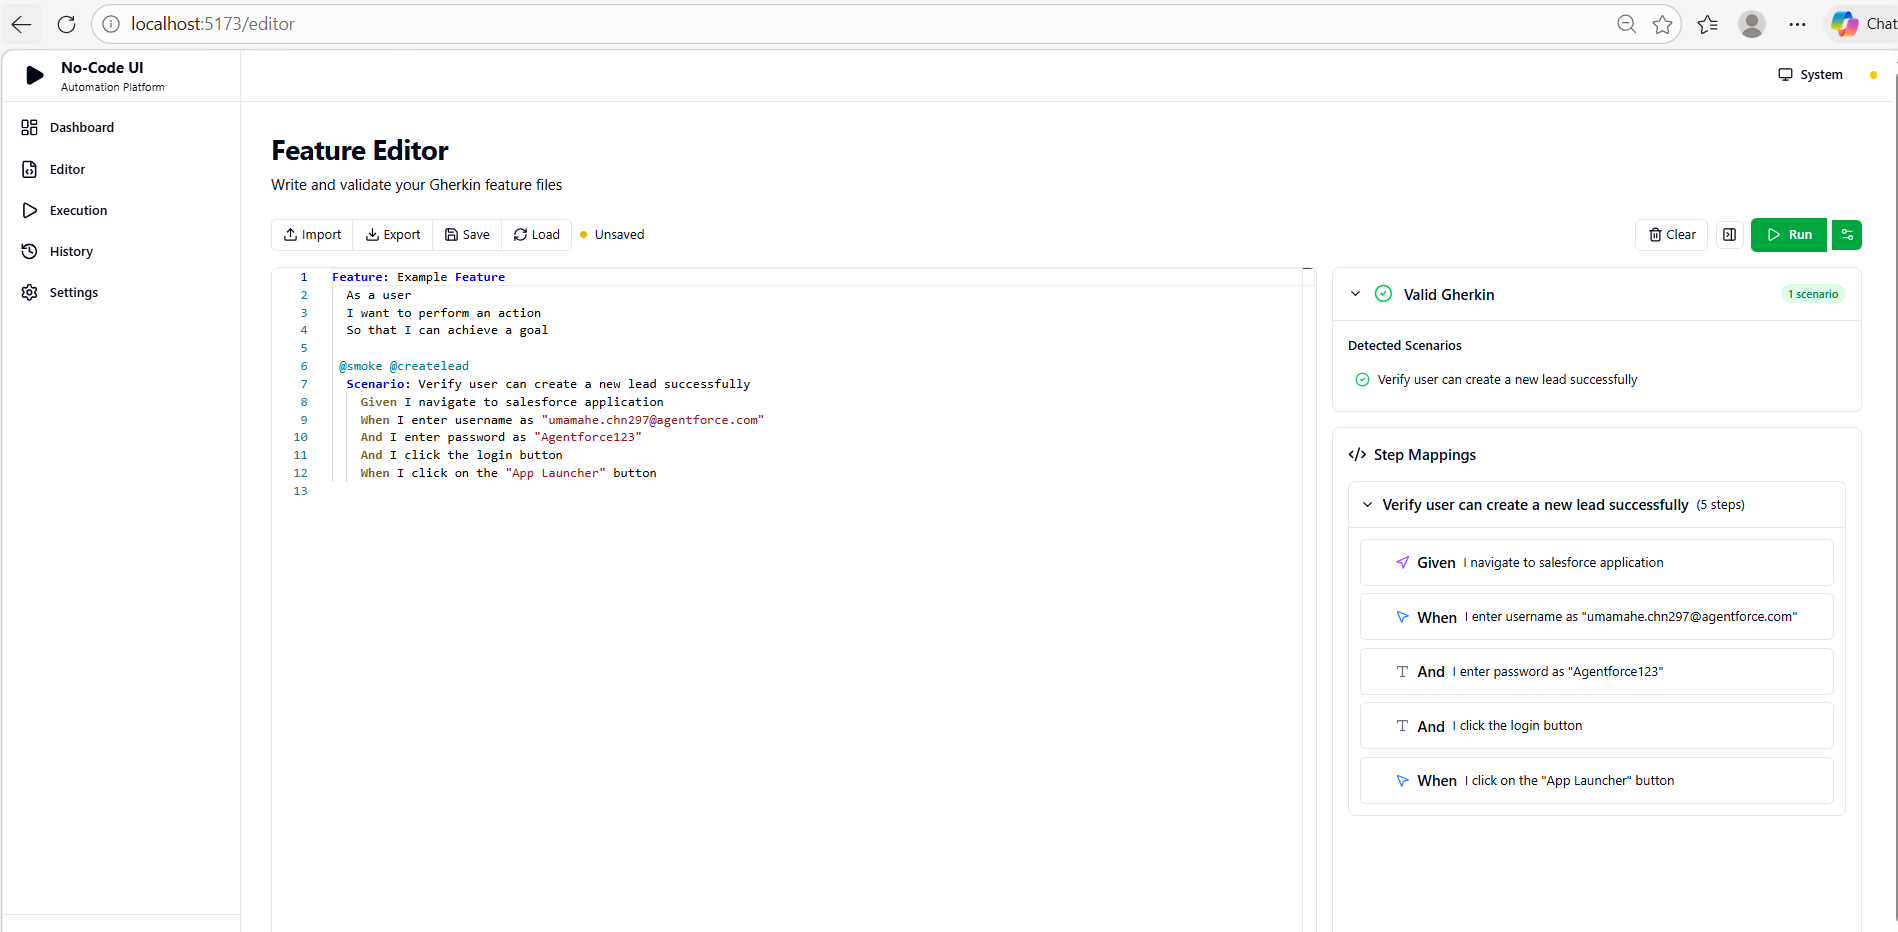 localhost:5173/editor
Chat
No-Code UI
Automation Platform
System
Dashboard
Editor
Execution
History
Settings
Feature Editor
Write and validate your Gherkin feature files
Import
Export
Save
Load
Unsaved
Clear
Run
1 Feature: Example Feature
2 As a user
3 I want to perform an action
4 So that I can achieve a goal
5
6 @smoke @createlead
7 Scenario: Verify user can create a new lead successfully
8 Given I navigate to salesforce application
9 When I enter username as "umamahe.chn297@agentforce.com"
10 And I enter password as "Agentforce123"
11 And I click the login button
12 When I click on the "App Launcher" button
13
Valid Gherkin
1 scenario
Detected Scenarios
Verify user can create a new lead successfully
</> Step Mappings
Verify user can create a new lead successfully (5 steps)
Given I navigate to salesforce application
When I enter username as "umamahe.chn297@agentforce.com"
And I enter password as "Agentforce123"
And I click the login button
When I click on the "App Launcher" button